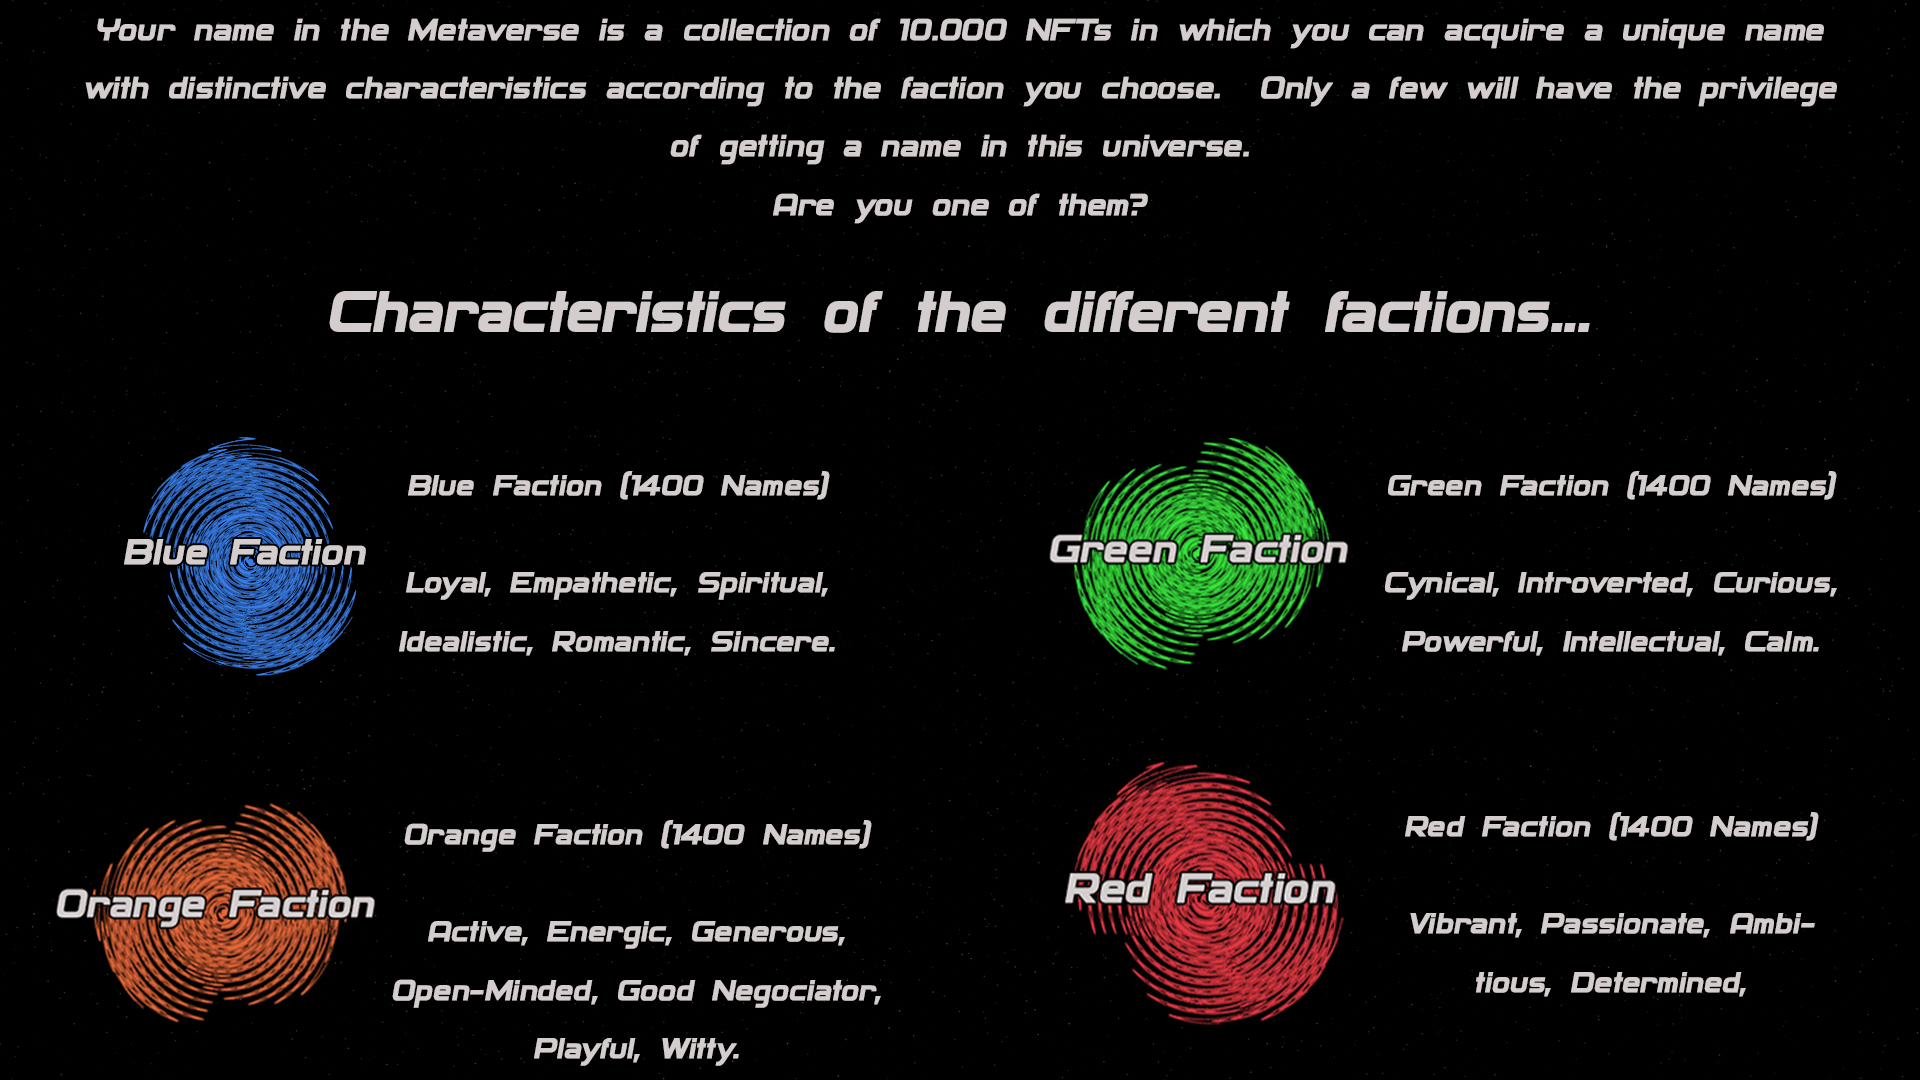 Your name in the Metaverse is a collection of 10.000 NFTs in which you can acquire a unique name
with distinctive characteristics according to the faction you choose. Only a few will have the privilege
of getting a name in this universe.
Are you one of them?
Characteristics of the different factions...
Blue Faction
Blue Faction (1400 Names)
Loyal, Empathetic, Spiritual,
Idealistic, Romantic, Sincere.
Green Faction
Green Faction (1400 Names)
Cynical, Introverted, Curious,
Powerful, Intellectual, Calm.
Orange Faction
Orange Faction (1400 Names)
Active, Energic, Generous,
Open-Minded, Good Negociator,
Playful, Witty.
Red Faction
Red Faction (1400 Names)
Vibrant, Passionate, Ambi-
tious, Determined,